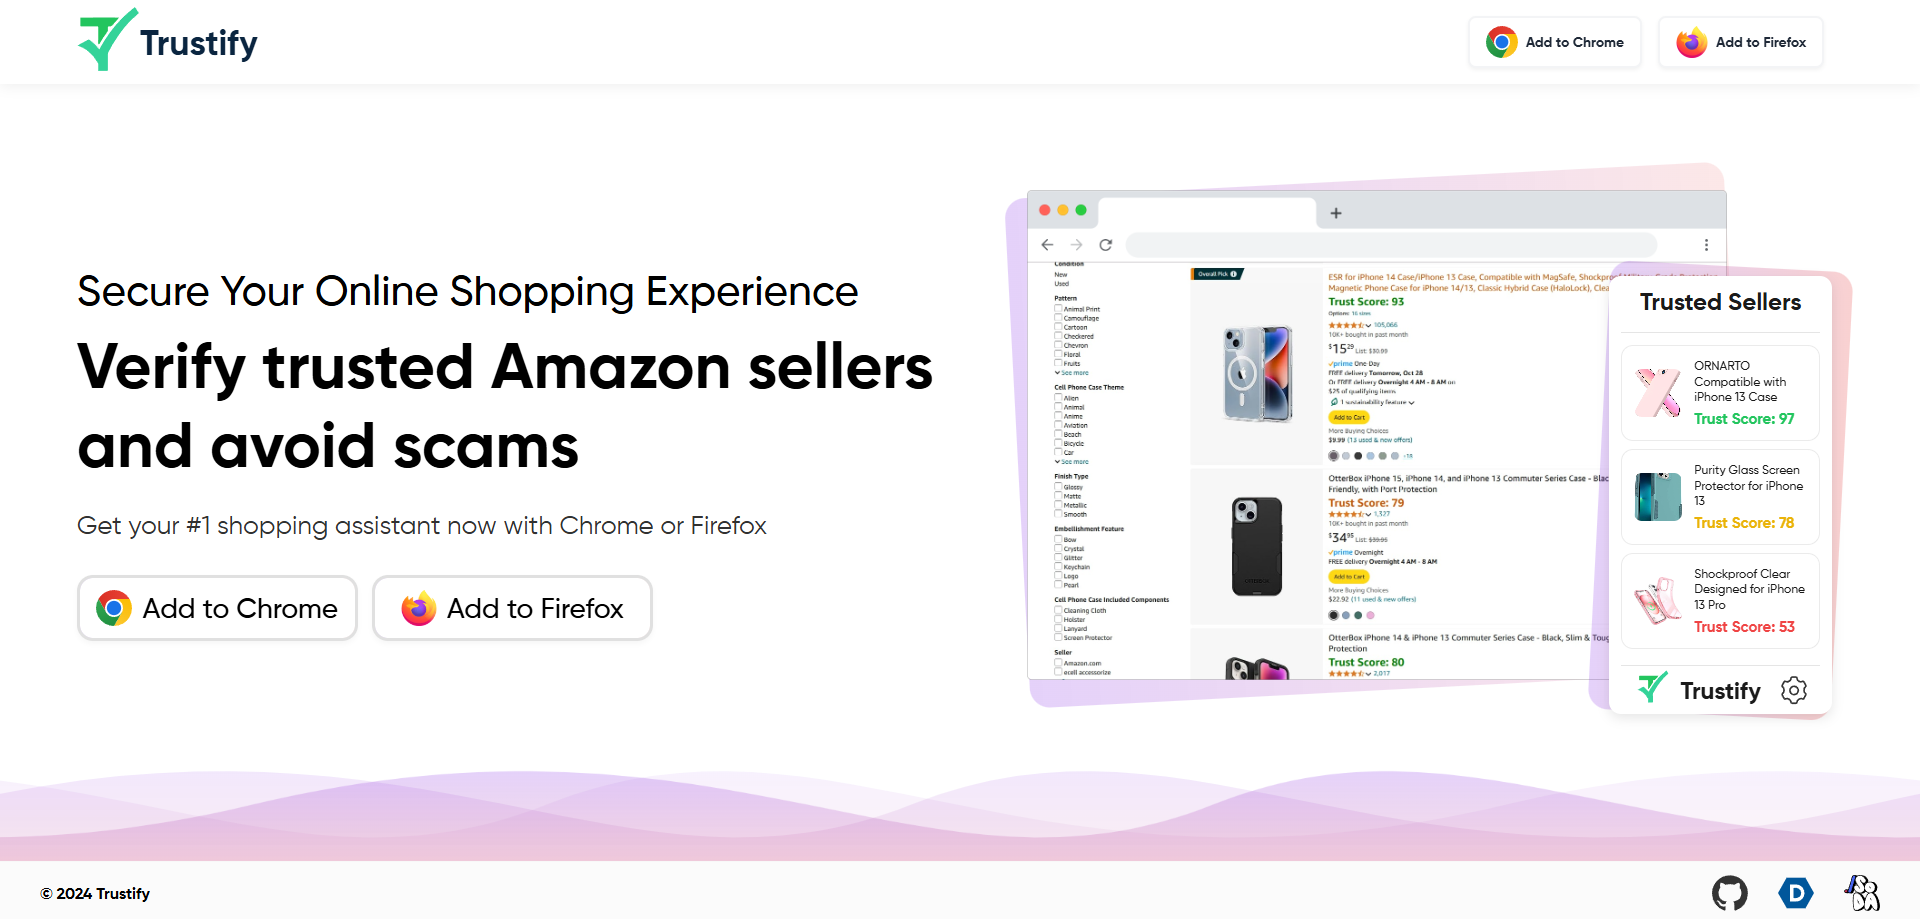 Trustify
Add to Chrome
Add to Firefox
Secure Your Online Shopping Experience
Verify trusted Amazon sellers
and avoid scams
Get your #1 shopping assistant now with Chrome or Firefox
Add to Chrome
Add to Firefox
Condition
New
Used
Pattern
Animal Print
Camouflage
Cartoon
Checkered
Chevron
Floral
Fruits
See more
Cell Phone Case Theme
Alien
Animal
Anime
Aviation
Beach
Bicycle
Car
See more
Finish Type
Glossy
Matte
Metallic
Smooth
Embellishment Feature
Bow
Crystal
Glitter
Keychain
Logo
Pearl
Cell Phone Case Included Components
Cleaning Cloth
Holster
Lanyard
Screen Protector
Seller
Amazon.com
ecell accessorize
Overall Pick
ESR for iPhone 14 Case/iPhone 13 Case, Compatible with MagSafe, Shockproof
Magnetic Phone Case for iPhone 14/13, Classic Hybrid Case (HaloLock), Clea
Trust Score: 93
Options: 16 sizes
105,066
10K+ bought in past month
$15 29 List: $30.99
prime One Day
FREE delivery Tomorrow, Oct 28
Or FREE delivery Overnight 4 AM - 8 AM on
$25 of qualifying items
1 sustainability feature
Add to Cart
More Buying Choices
$9.99 (13 used & new offers)
+18
OtterBox iPhone 15, iPhone 14, and iPhone 13 Commuter Series Case - Blac
Friendly, with Port Protection
Trust Score: 79
1,327
10K+ bought in past month
$34 95 List: $39.95
prime Overnight
FREE delivery Overnight 4 AM - 8 AM
Add to Cart
More Buying Choices
$22.92 (11 used & new offers)
OtterBox iPhone 14 & iPhone 13 Commuter Series Case - Black, Slim & Toug
Protection
Trust Score: 80
2,017
Trusted Sellers
ORNARTO
Compatible with
iPhone 13 Case
Trust Score: 97
Purity Glass Screen
Protector for iPhone
13
Trust Score: 78
Shockproof Clear
Designed for iPhone
13 Pro
Trust Score: 53
Trustify
© 2024 Trustify
D
SoDA